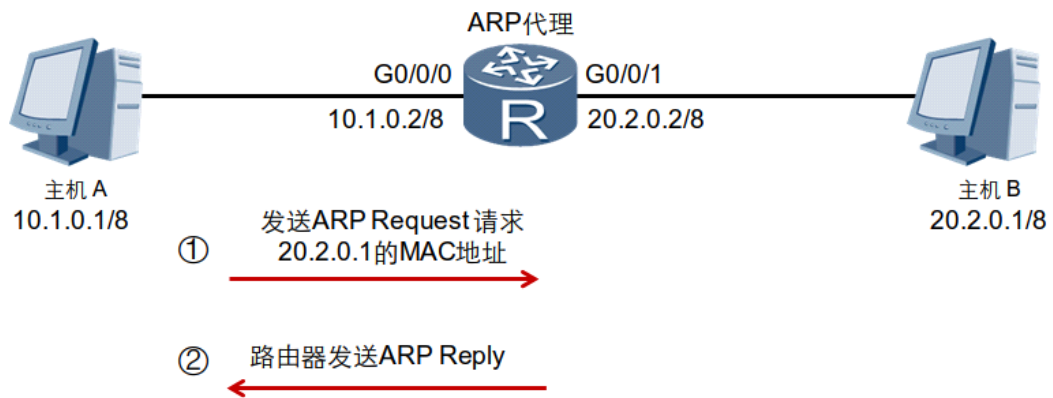 ARP代理
G0/0/0
G0/0/1
10.1.0.2/8
R
20.2.0.2/8
主机 A
10.1.0.1/8
主机 B
20.2.0.1/8
①
发送ARP Request 请求
20.2.0.1的MAC地址
②
路由器发送ARP Reply